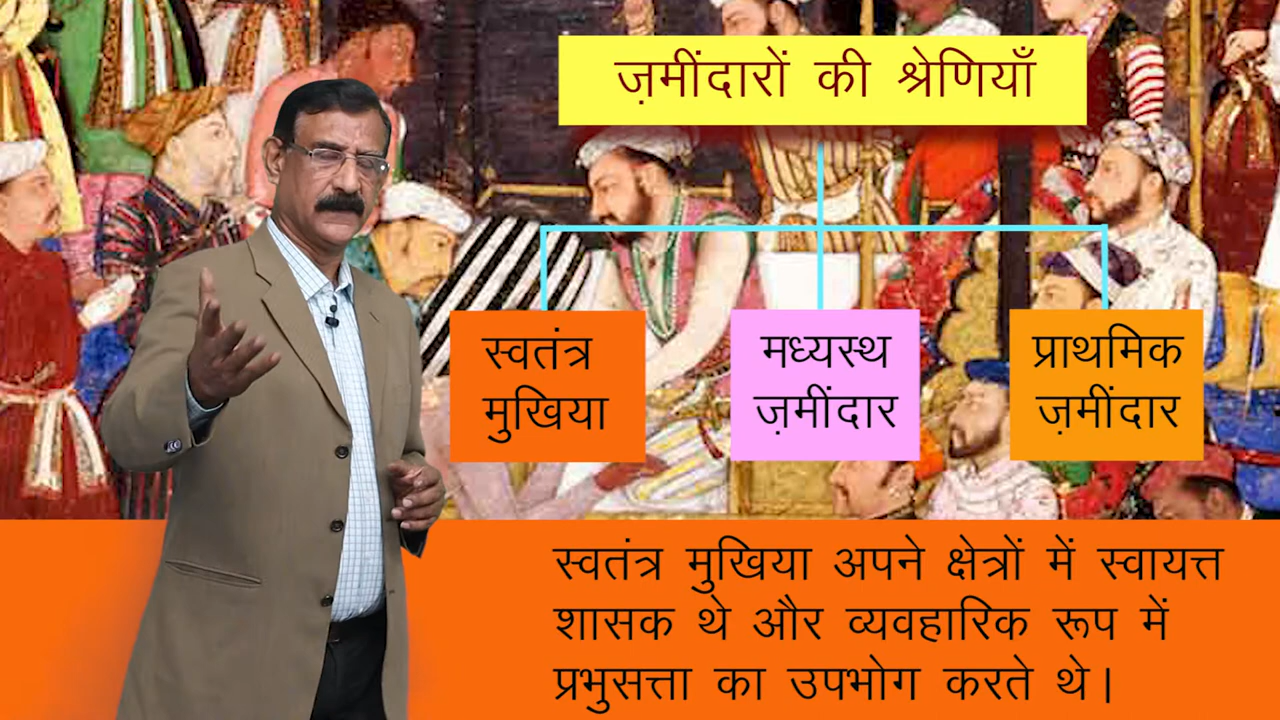 ज़मींदारों की श्रेणियाँ
स्वतंत्र
मुखिया
मध्यस्थ
ज़मींदार
प्राथमिक
ज़मींदार
स्वतंत्र मुखिया अपने क्षेत्रों में स्वायत्त
शासक थे और व्यवहारिक रूप में
प्रभुसत्ता का उपभोग करते थे।